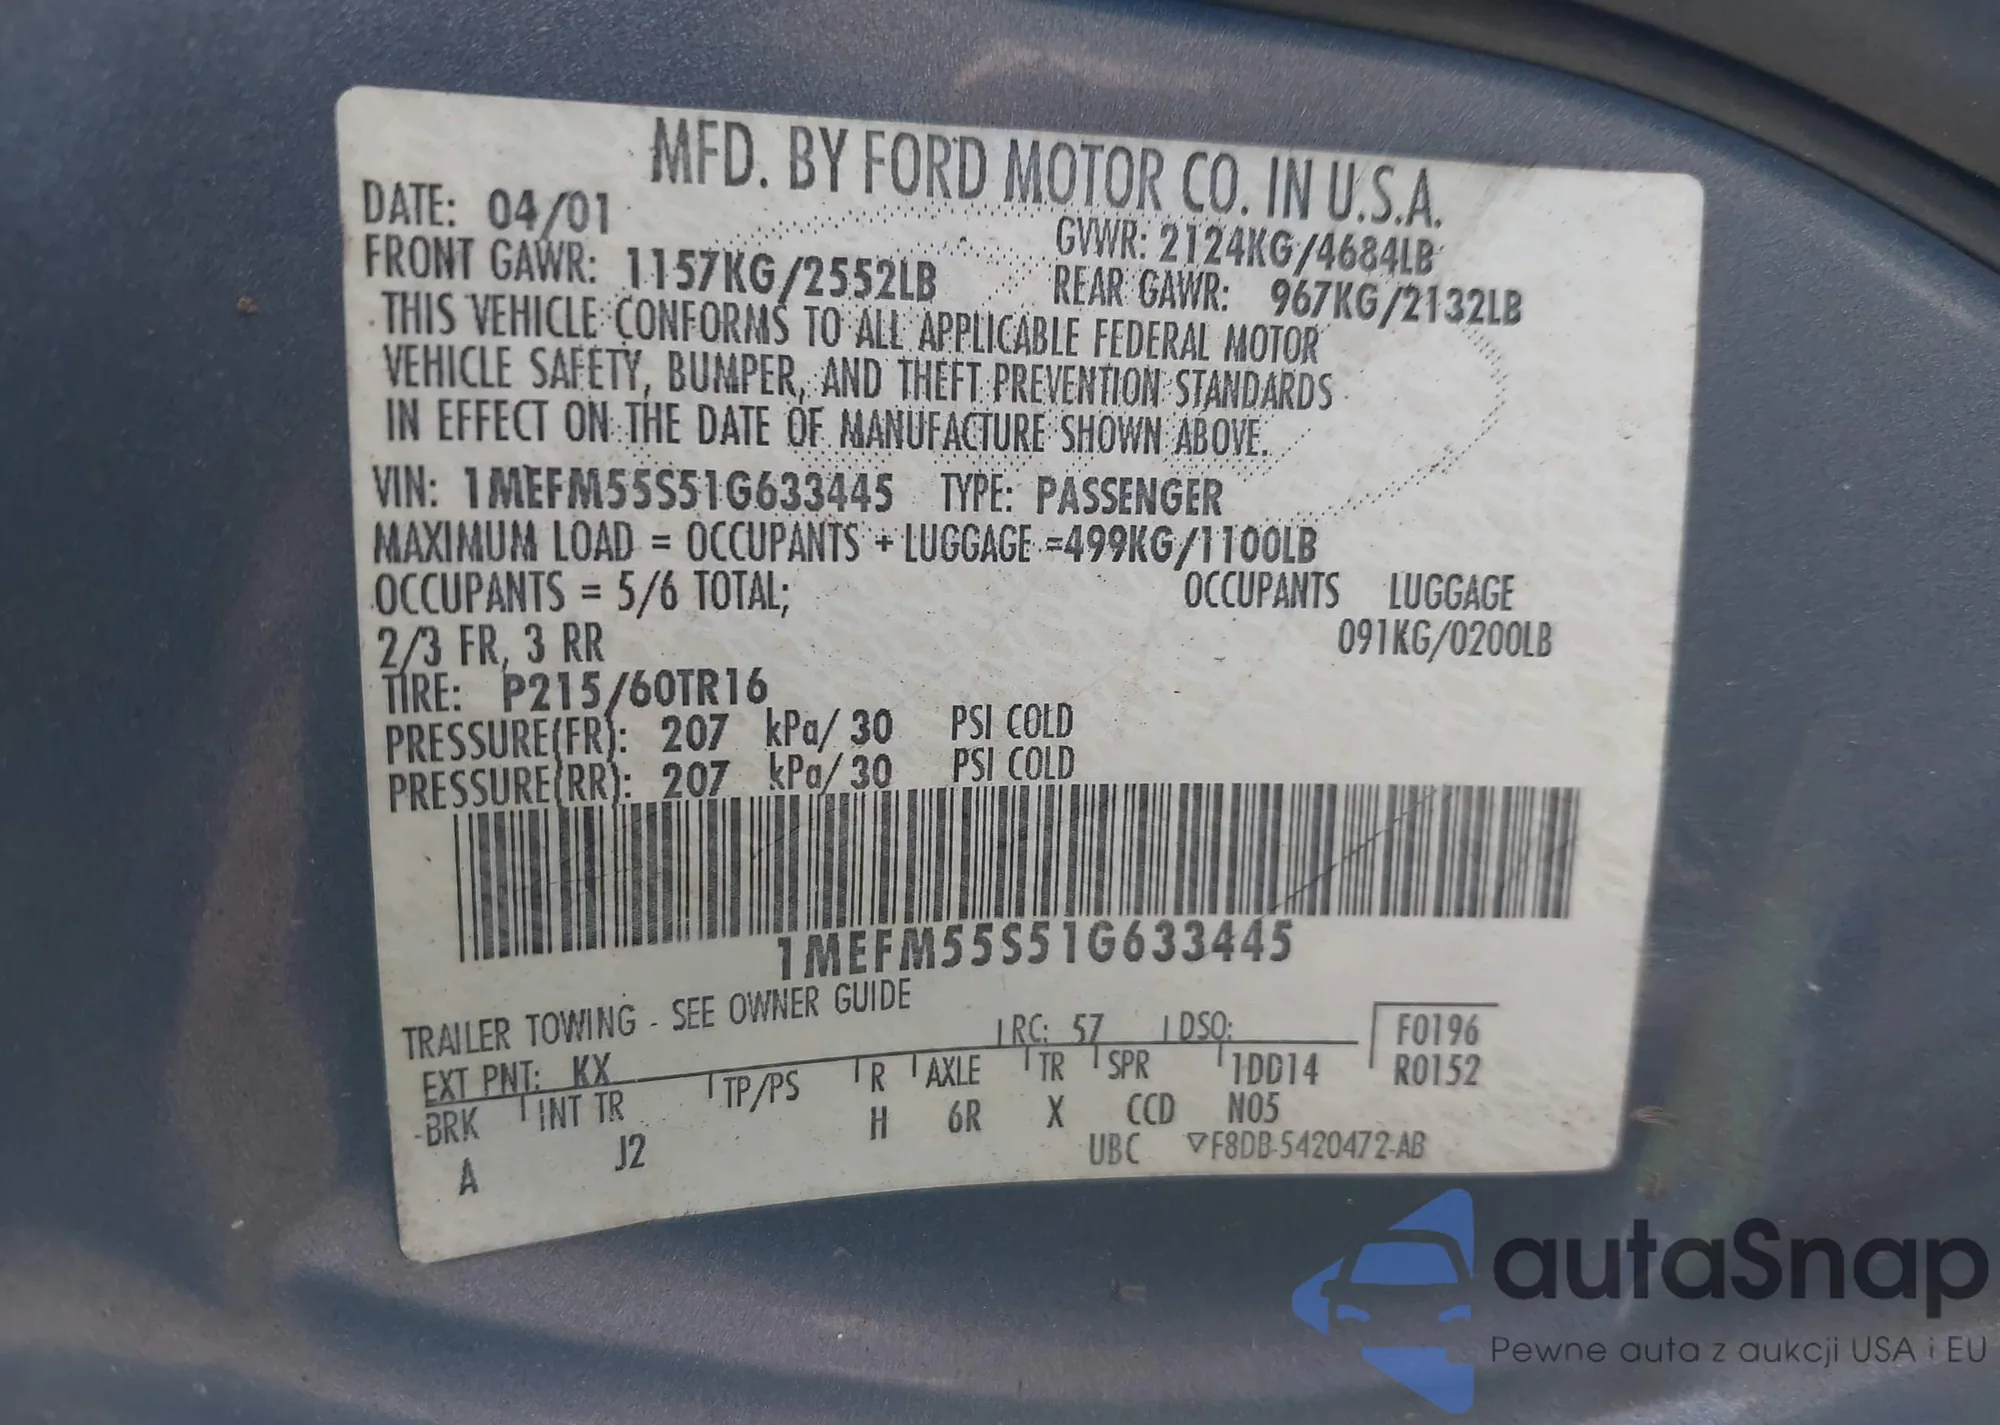 MFD. BY FORD MOTOR CO. IN U.S.A.
DATE: 04/01 GVWR: 2124KG/4684LB
FRONT GAWR: 1157KG/2552LB REAR GAWR: 967KG/2132LB
THIS VEHICLE CONFORMS TO ALL APPLICABLE FEDERAL MOTOR
VEHICLE SAFETY, BUMPER, AND THEFT PREVENTION STANDARDS
IN EFFECT ON THE DATE OF MANUFACTURE SHOWN ABOVE.
VIN: 1MEFM55S51G633445 TYPE: PASSENGER
MAXIMUM LOAD = OCCUPANTS + LUGGAGE =499KG/1100LB
OCCUPANTS = 5/6 TOTAL; OCCUPANTS LUGGAGE
2/3 FR, 3 RR 091KG/0200LB
TIRE: P215/60TR16
PRESSURE(FR): 207 kPa/ 30 PSI COLD
PRESSURE(RR): 207 kPa/ 30 PSI COLD
1MEFM55S51G633445
TRAILER TOWING - SEE OWNER GUIDE
EXT PNT: KX RC: 57 DSO: F0196
BRK INT TR TP/PS R AXLE TR SPR 1DD14 R0152
A J2 H 6R X CCD N05
UBC ▽F8DB-5420472-AB
autaSnap
Pewne auta z aukcji USA i EU